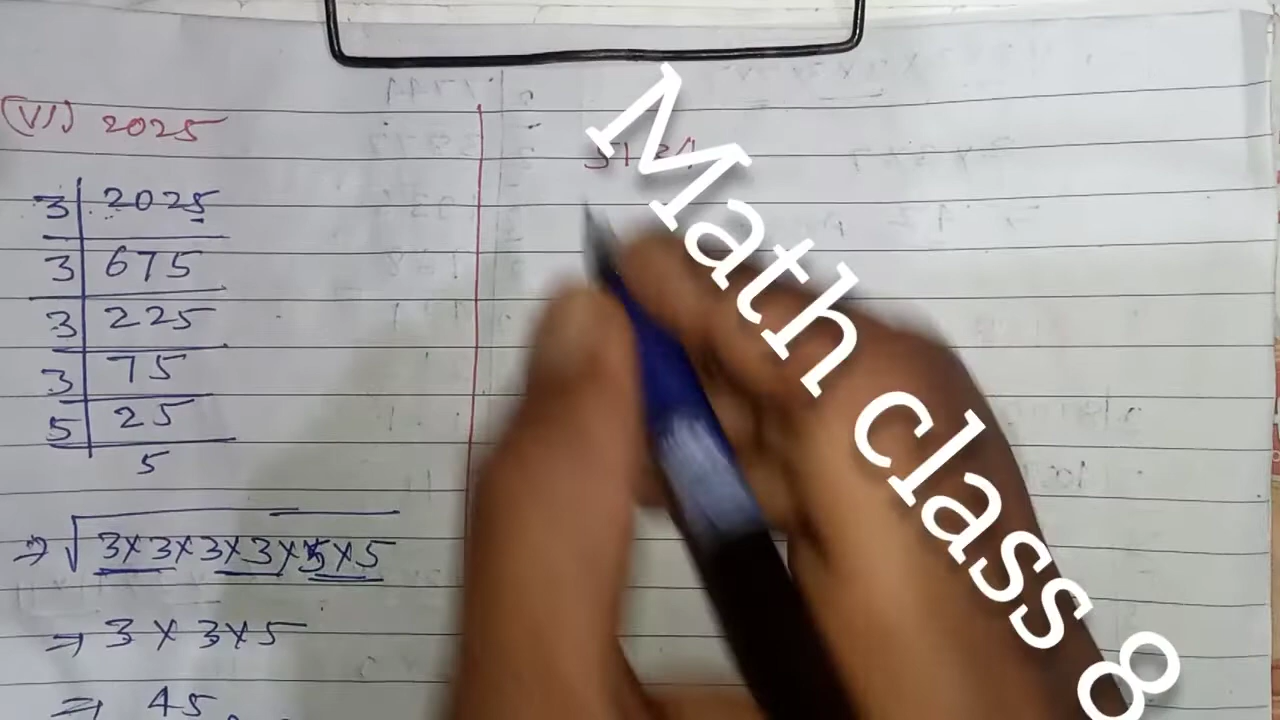 (VI) 2025
3 | 2025
3 | 675
3 | 225
3 | 75
5 | 25
5
⇒ √3×3×3×3×5×5
⇒ 3×3×5
⇒ 45
Math class 8